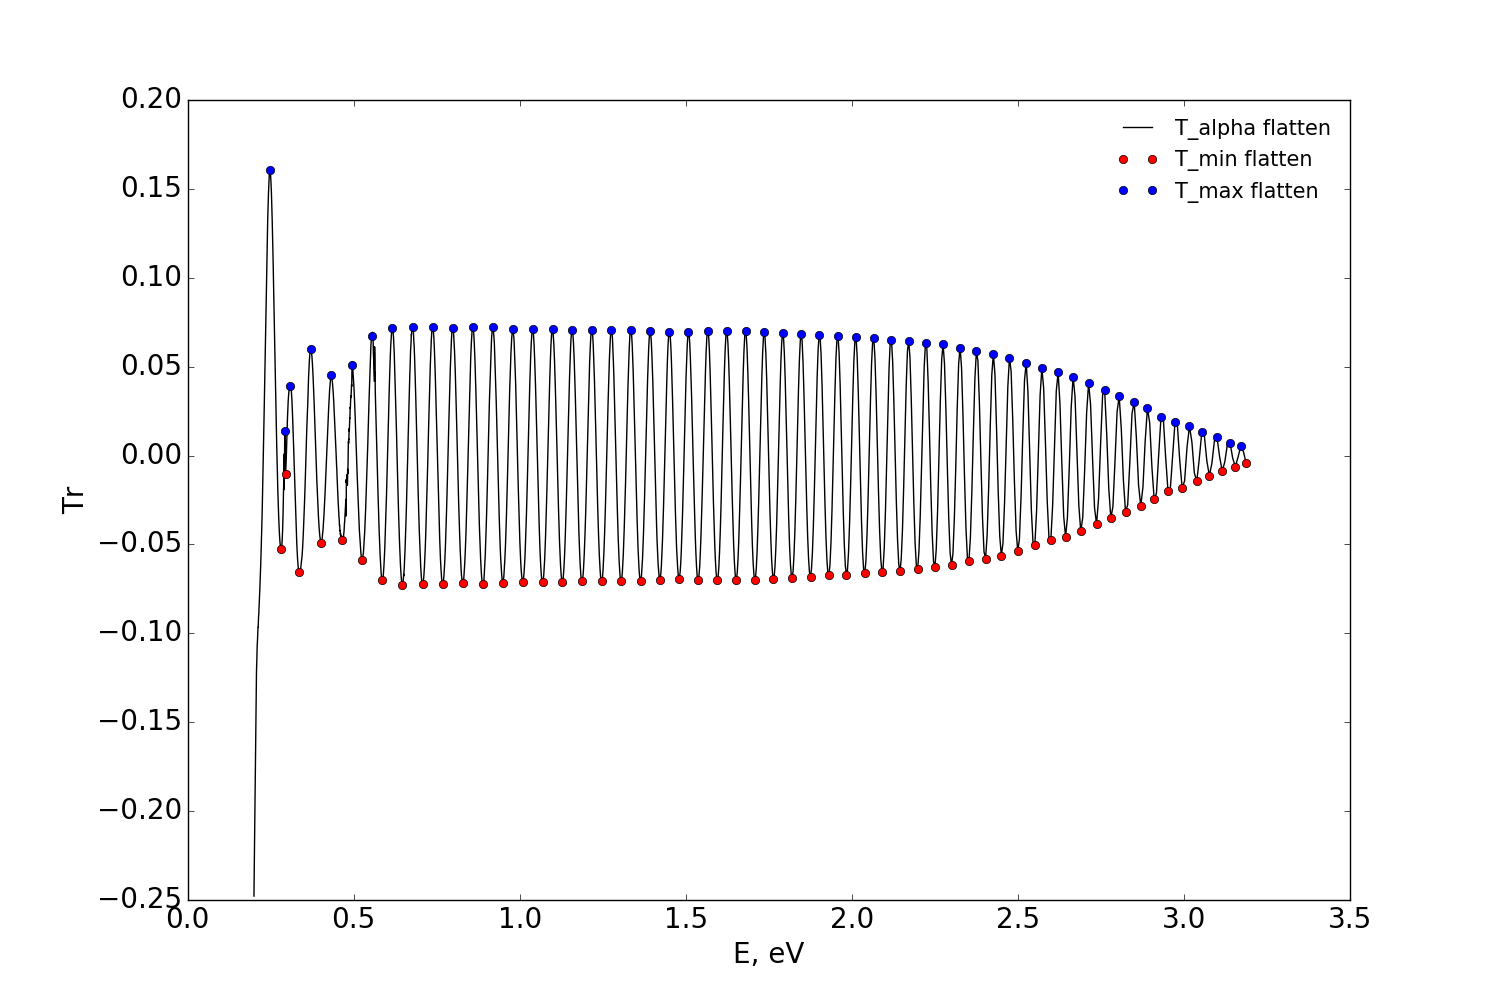 0.20
0.15
0.10
0.05
0.00
−0.05
−0.10
−0.15
−0.20
−0.25
Tr
T_alpha flatten
T_min flatten
T_max flatten
0.0 0.5 1.0 1.5 2.0 2.5 3.0 3.5
E, eV